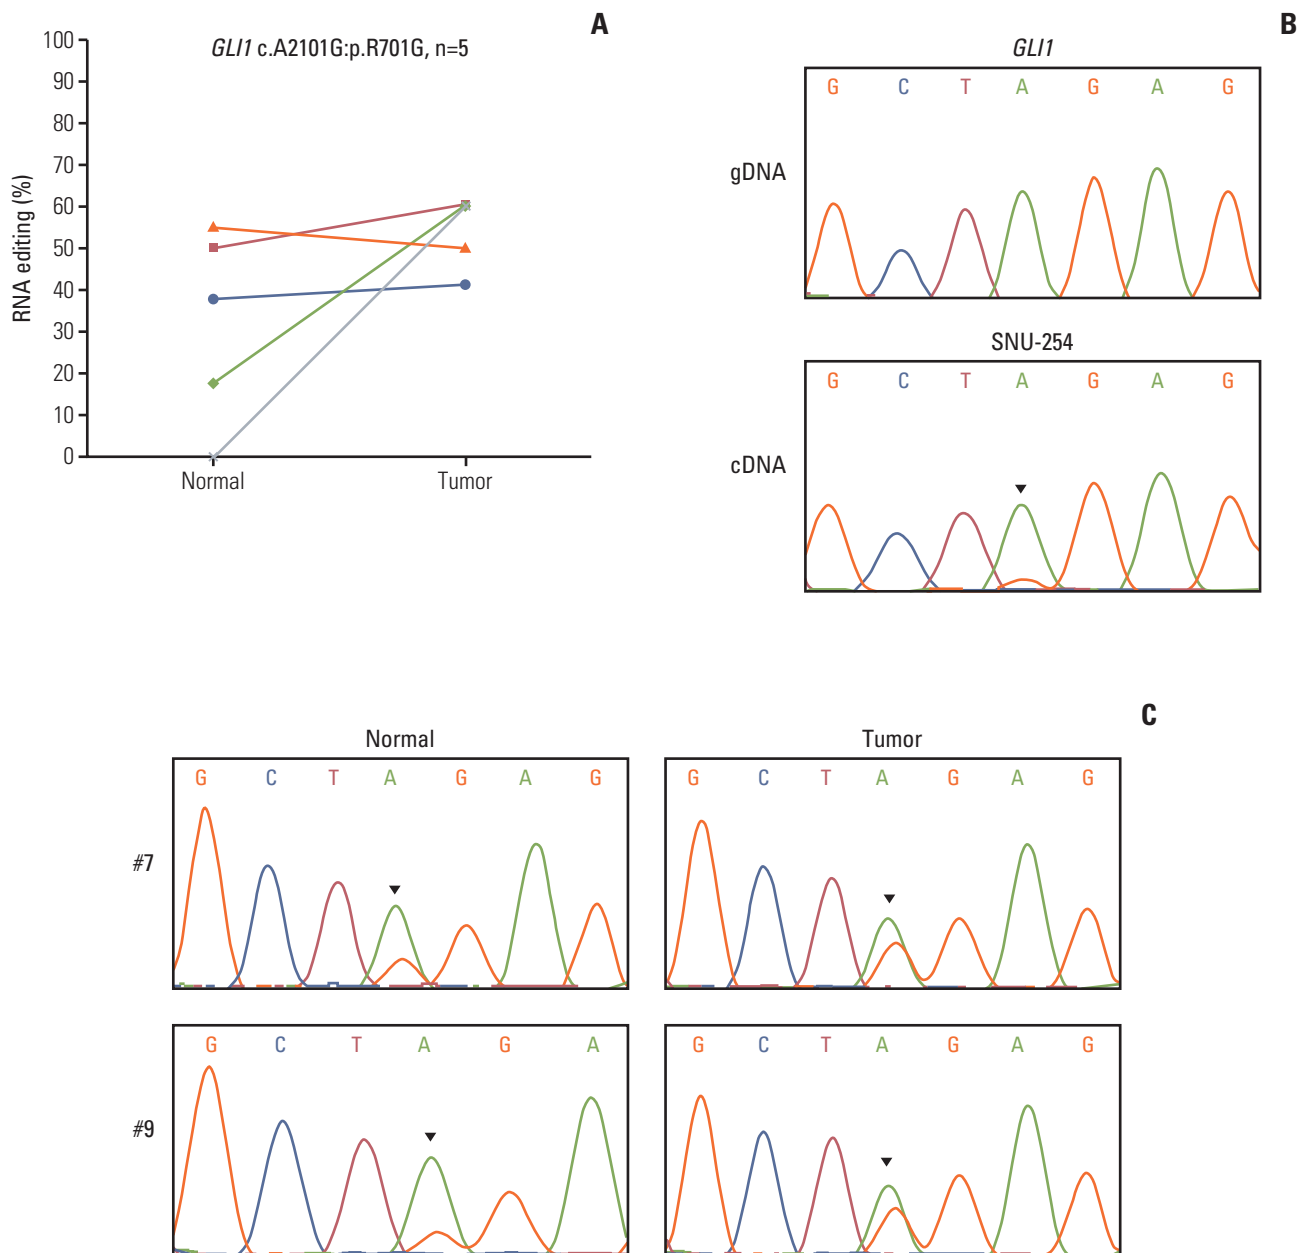 A
GLI1 c.A2101G:p.R701G, n=5
100
90
80
70
60
50
40
30
20
10
0
RNA editing (%)
Normal Tumor
B
GLI1
gDNA
G C T A G A G
SNU-254
cDNA
G C T A G A G
C
Normal Tumor
#7
G C T A G A G
G C T A G A G
#9
G C T A G A
G C T A G A G